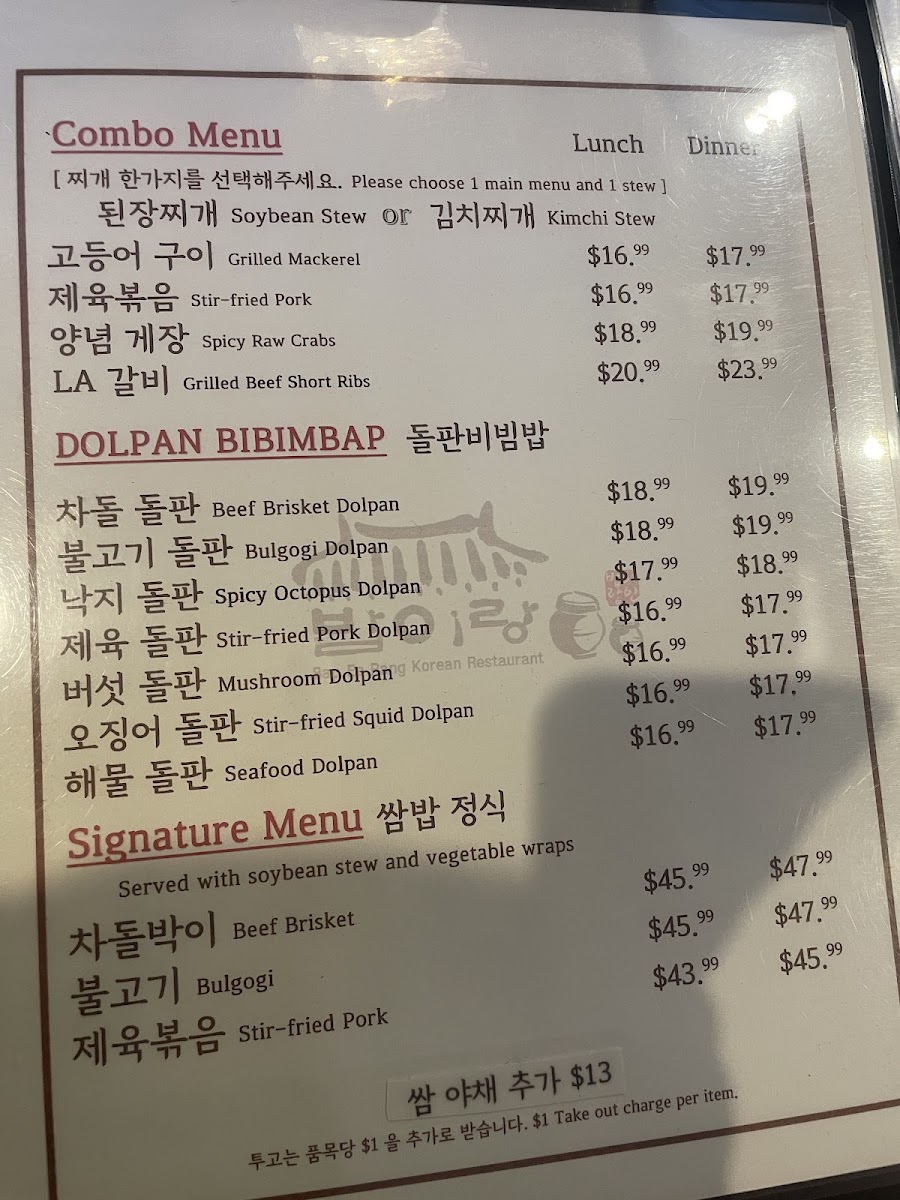 Combo Menu Lunch Dinner
[ 찌개 한가지를 선택해주세요. Please choose 1 main menu and 1 stew ]
된장찌개 Soybean Stew or 김치찌개 Kimchi Stew
고등어 구이 Grilled Mackerel $16.99 $17.99
제육볶음 Stir-fried Pork $16.99 $17.99
양념 게장 Spicy Raw Crabs $18.99 $19.99
LA 갈비 Grilled Beef Short Ribs $20.99 $23.99
DOLPAN BIBIMBAP 돌판비빔밥
차돌 돌판 Beef Brisket Dolpan $18.99 $19.99
불고기 돌판 Bulgogi Dolpan $18.99 $19.99
낙지 돌판 Spicy Octopus Dolpan $17.99 $18.99
제육 돌판 Stir-fried Pork Dolpan $16.99 $17.99
버섯 돌판 Mushroom Dolpan $16.99 $17.99
오징어 돌판 Stir-fried Squid Dolpan $16.99 $17.99
해물 돌판 Seafood Dolpan $16.99 $17.99
밥이랑
Rang Korean Restaurant
Signature Menu 쌈밥 정식
Served with soybean stew and vegetable wraps
차돌박이 Beef Brisket $45.99 $47.99
불고기 Bulgogi $45.99 $47.99
제육볶음 Stir-fried Pork $43.99 $45.99
쌈 야채 추가 $13
투고는 품목당 $1 을 추가로 받습니다. $1 Take out charge per item.